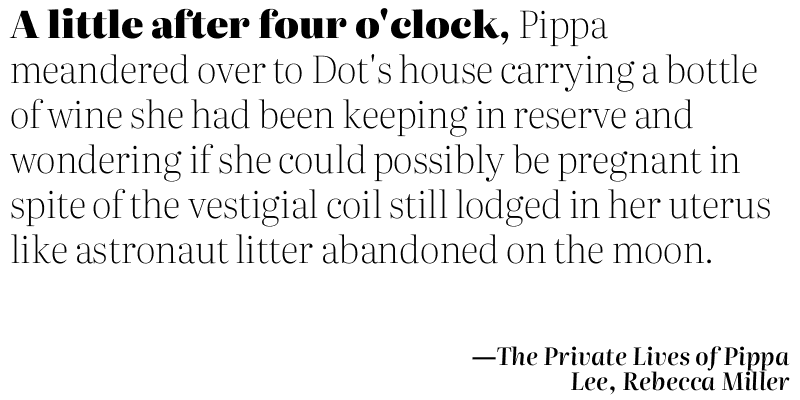 A little after four o'clock, Pippa
meandered over to Dot's house carrying a bottle
of wine she had been keeping in reserve and
wondering if she could possibly be pregnant in
spite of the vestigial coil still lodged in her uterus
like astronaut litter abandoned on the moon.
—The Private Lives of Pippa
Lee, Rebecca Miller